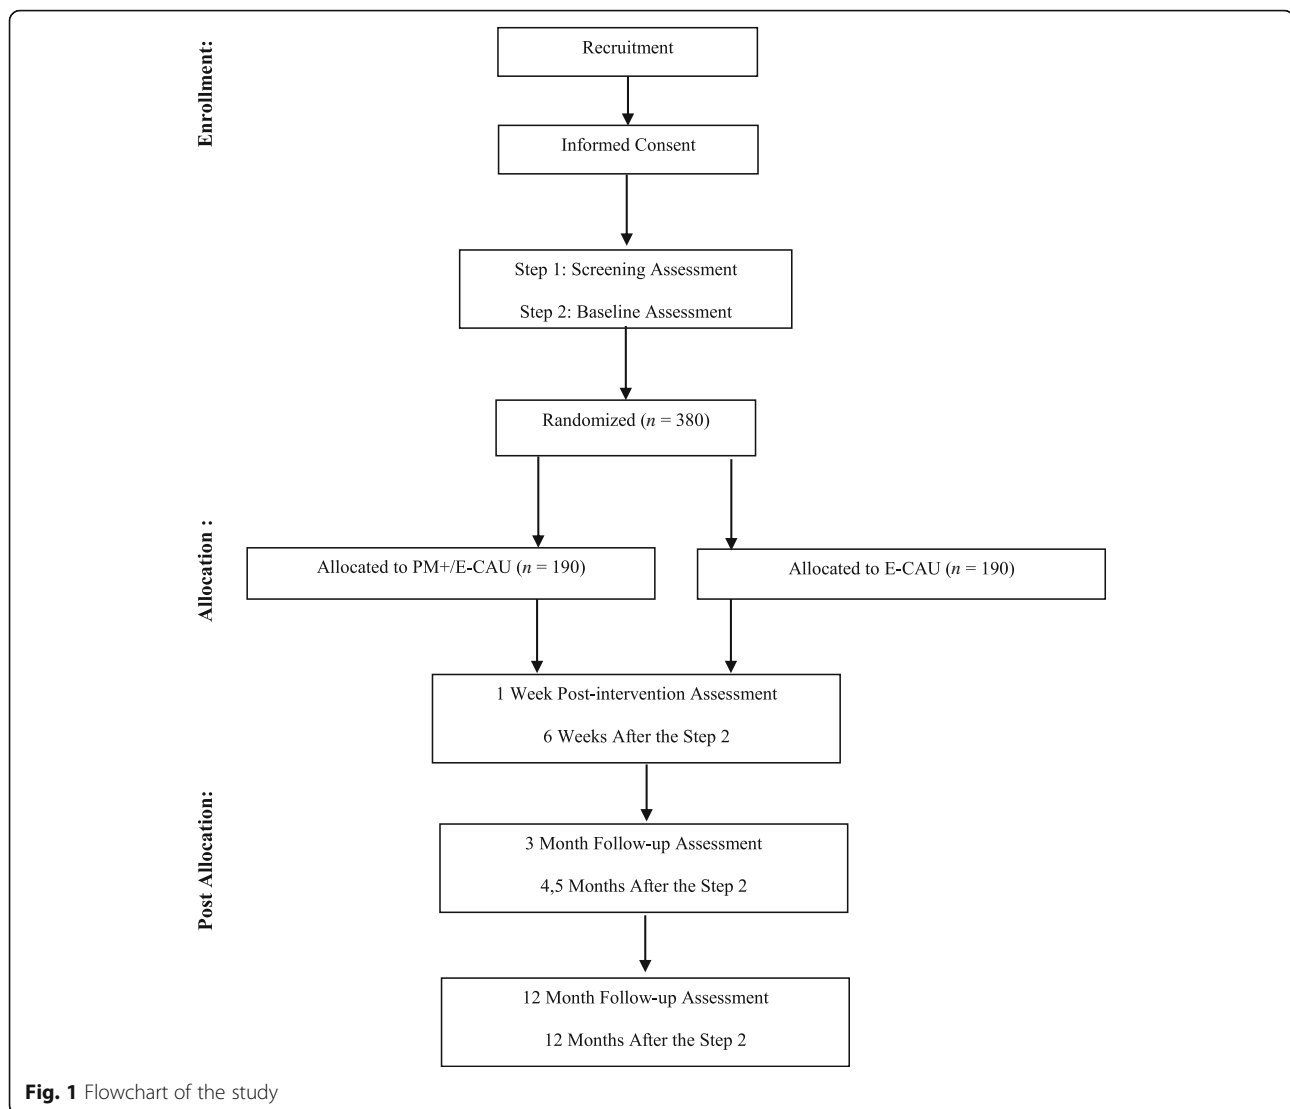 Enrollment:
Recruitment
Informed Consent
Step 1: Screening Assessment
Step 2: Baseline Assessment
Randomized (n = 380)
Allocation :
Allocated to PM+/E-CAU (n = 190)
Allocated to E-CAU (n = 190)
1 Week Post-intervention Assessment
6 Weeks After the Step 2
Post Allocation:
3 Month Follow-up Assessment
4,5 Months After the Step 2
12 Month Follow-up Assessment
12 Months After the Step 2
Fig. 1 Flowchart of the study